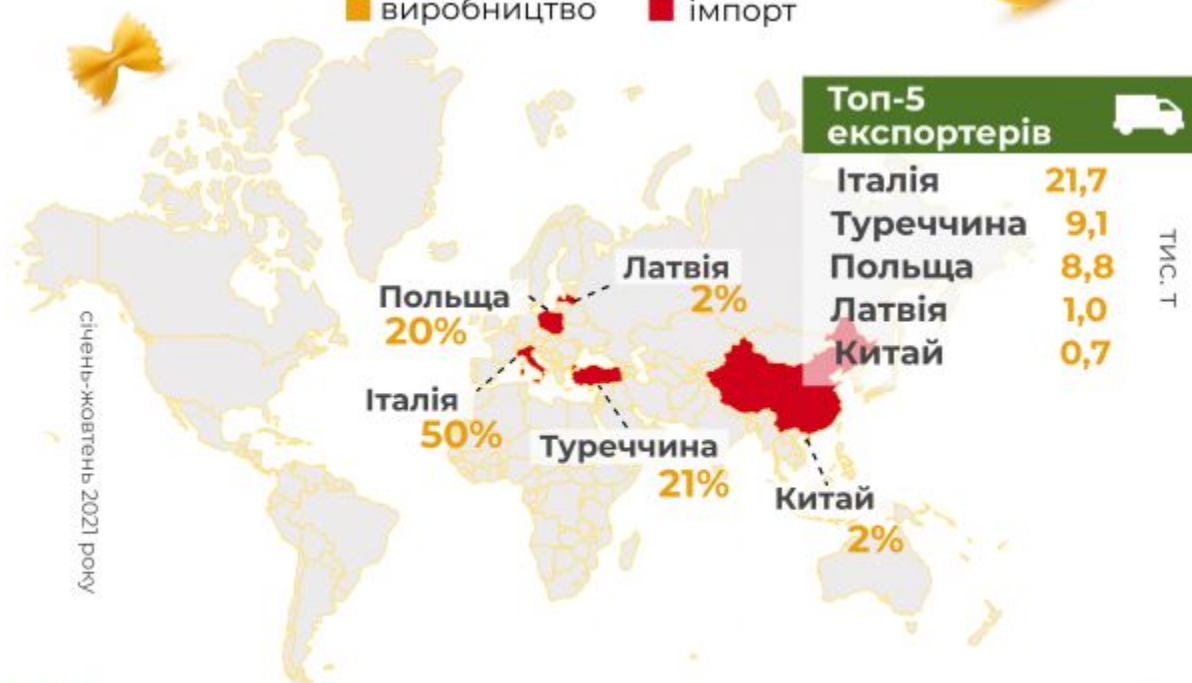 виробництво
імпорт
Топ-5
експортерів
Італія 21,7
Туреччина 9,1
Польща 8,8
Латвія 1,0
Китай 0,7
тис. т
Латвія
2%
Польща
20%
Італія
50%
Туреччина
21%
Китай
2%
січень-жовтень 2021 року